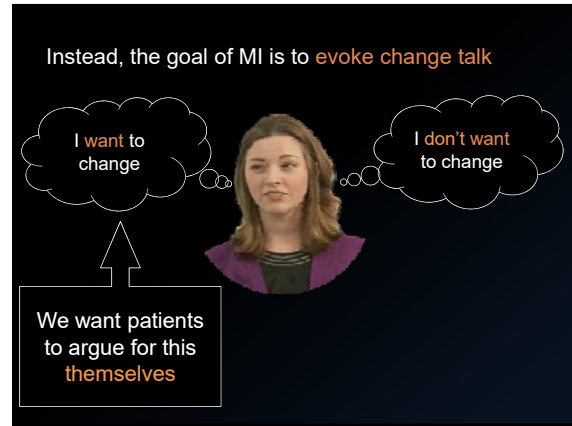 Instead, the goal of MI is to evoke change talk
I want to
change
I don’t want
to change
We want patients
to argue for this
themselves